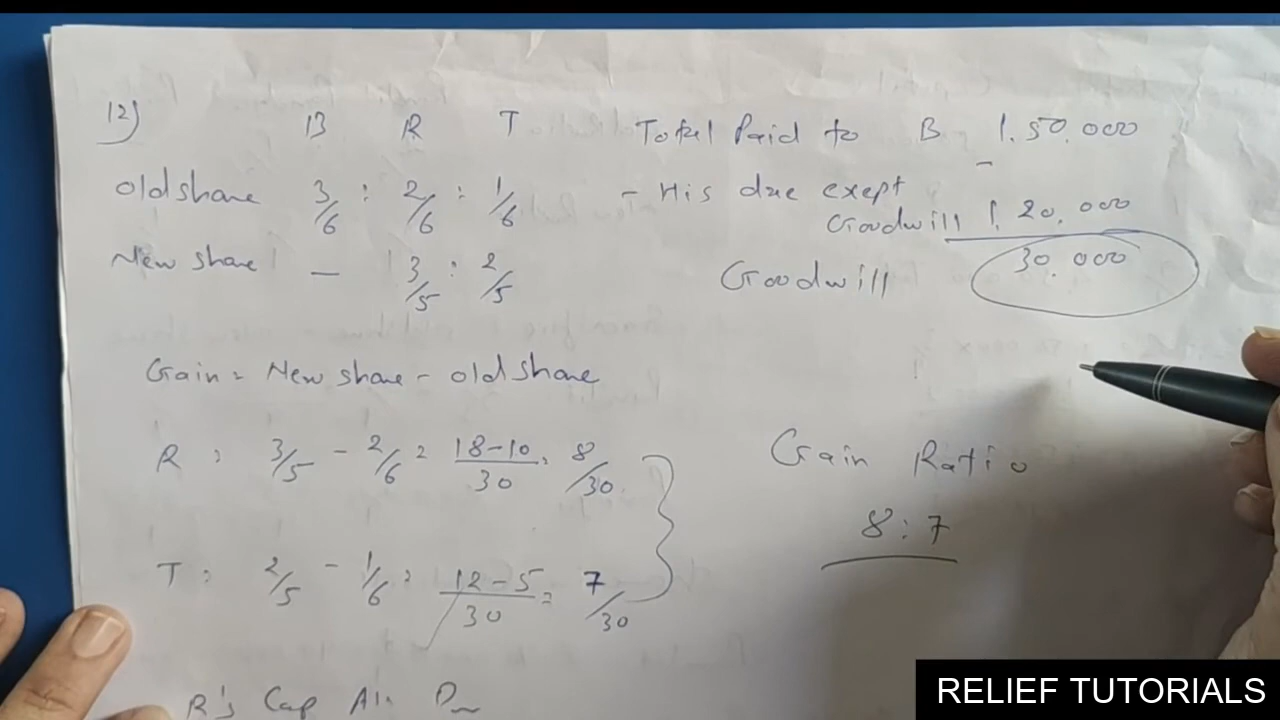 12)
B R T
Old share 3/6 : 2/6 : 1/6
New share — 3/5 : 2/5
Total Paid to B 1.50.000
- His due exept
Goodwill 1.20.000
Goodwill 30.000
Gain = New share - old share
R : 3/5 - 2/6 = 18-10/30 = 8/30
T : 2/5 - 1/6 = 12-5/30 = 7/30
Gain Ratio
8:7
R's Cap A/c Dr
RELIEF TUTORIALS